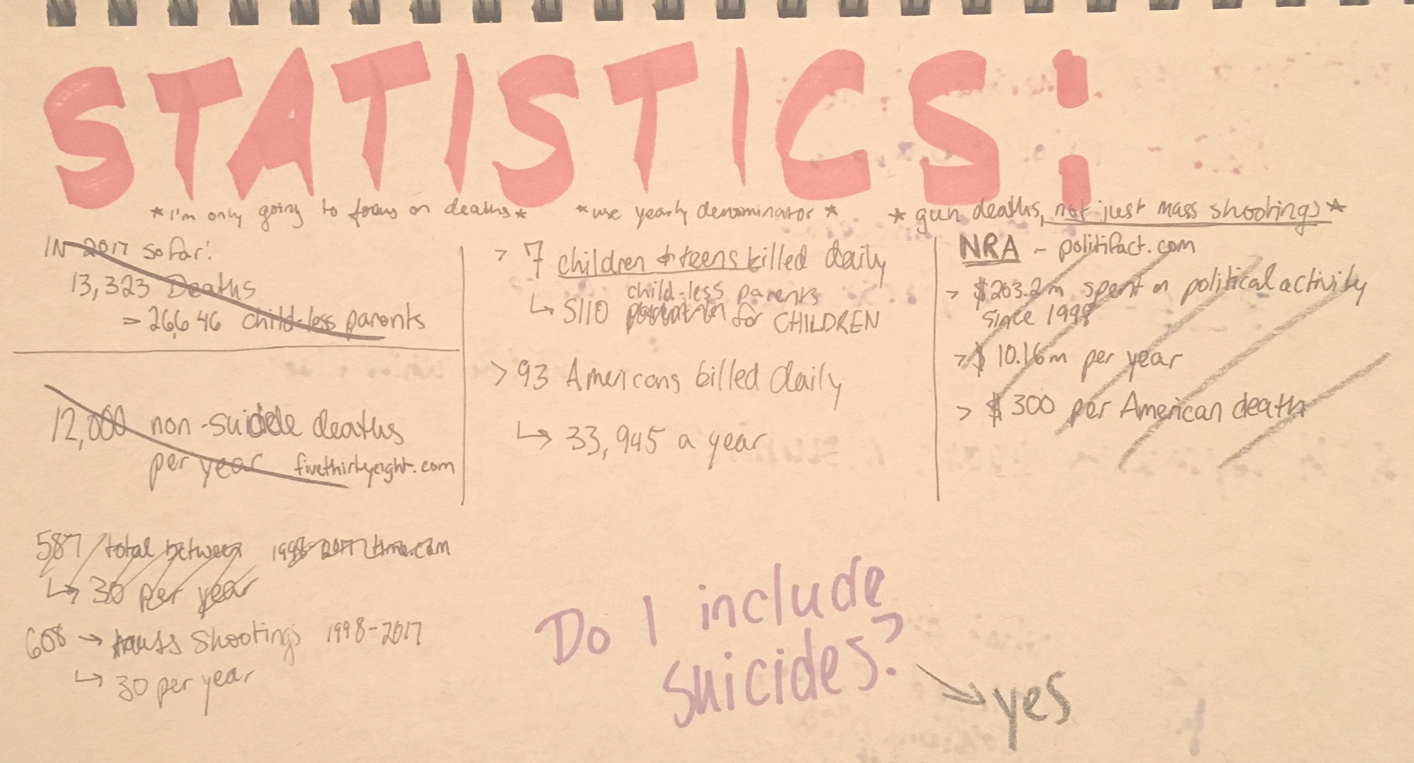 STATISTICS:
*I'm only going to focus on deaths*
*use yearly denominator*
*gun deaths, not just mass shootings*
IN 2017 so far:
13,323 Deaths
= 26,646 child-less parents
12,000 non-suicide deaths
per year fivethirtyeight.com
587 total between 1998-2017 time.com
↳ 30 per year
608 → mass shootings 1998-2017
↳ 30 per year
> 7 children + teens killed daily
child-less parents
↳ 5110 for CHILDREN
> 93 Americans killed daily
↳ 33,945 a year
NRA - politifact.com
> $203.2m spent on political activity
since 1998
> $10.16m per year
> $300 per American death
Do I include
suicides?
→ yes